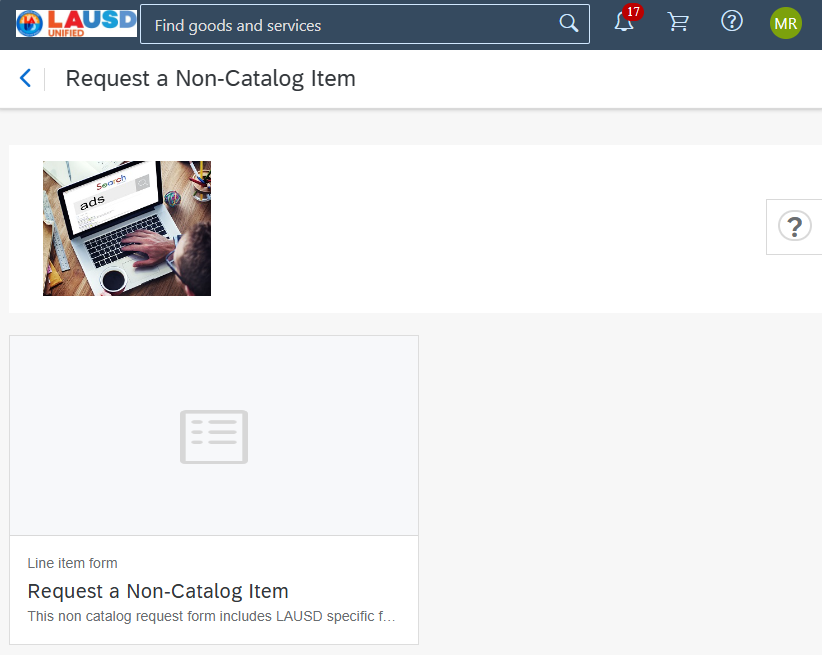 LAUSD
UNIFIED
Find goods and services
17
?
MR
Request a Non-Catalog Item
Search
ads
?
Line item form
Request a Non-Catalog Item
This non catalog request form includes LAUSD specific f...